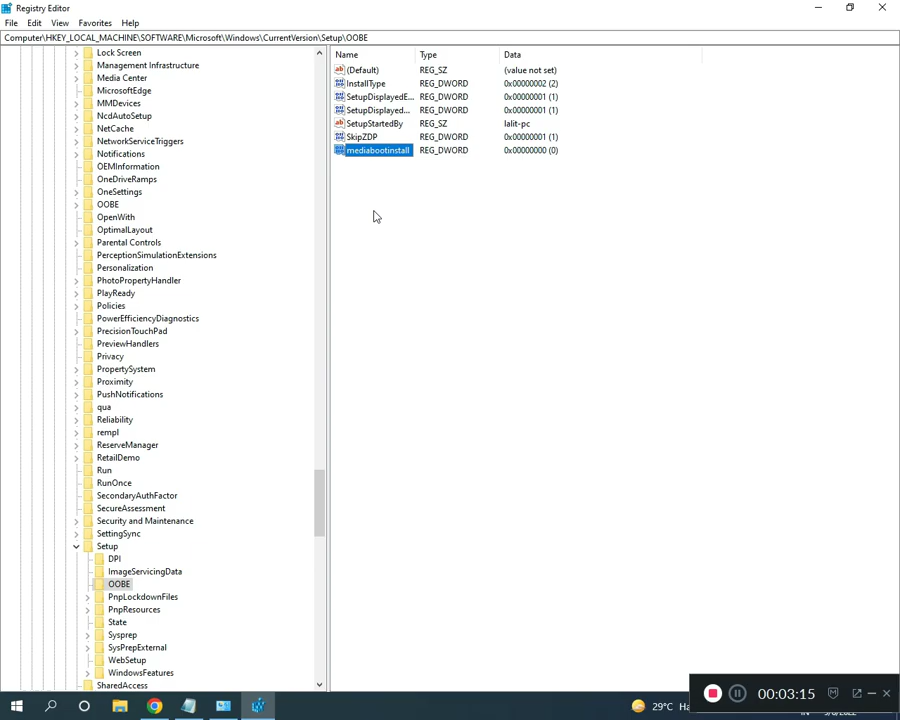 Registry Editor
File Edit View Favorites Help
Computer\HKEY_LOCAL_MACHINE\SOFTWARE\Microsoft\Windows\CurrentVersion\Setup\OOBE
Lock Screen
Management Infrastructure
Media Center
MicrosoftEdge
MMDevices
NcdAutoSetup
NetCache
NetworkServiceTriggers
Notifications
OEMInformation
OneDriveRamps
OneSettings
OOBE
OpenWith
OptimalLayout
Parental Controls
PerceptionSimulationExtensions
Personalization
PhotoPropertyHandler
PlayReady
Policies
PowerEfficiencyDiagnostics
PrecisionTouchPad
PreviewHandlers
Privacy
PropertySystem
Proximity
PushNotifications
qua
Reliability
rempl
ReserveManager
RetailDemo
Run
RunOnce
SecondaryAuthFactor
SecureAssessment
Security and Maintenance
SettingSync
Setup
DPI
ImageServicingData
OOBE
PnpLockdownFiles
PnpResources
State
Sysprep
SysPrepExternal
WebSetup
WindowsFeatures
SharedAccess
Name Type Data
(Default) REG_SZ (value not set)
InstallType REG_DWORD 0x00000002 (2)
SetupDisplayedE... REG_DWORD 0x00000001 (1)
SetupDisplayed... REG_DWORD 0x00000001 (1)
SetupStartedBy REG_SZ lalit-pc
SkipZDP REG_DWORD 0x00000001 (1)
mediabootinstall REG_DWORD 0x00000000 (0)
00:03:15
29°C Ha